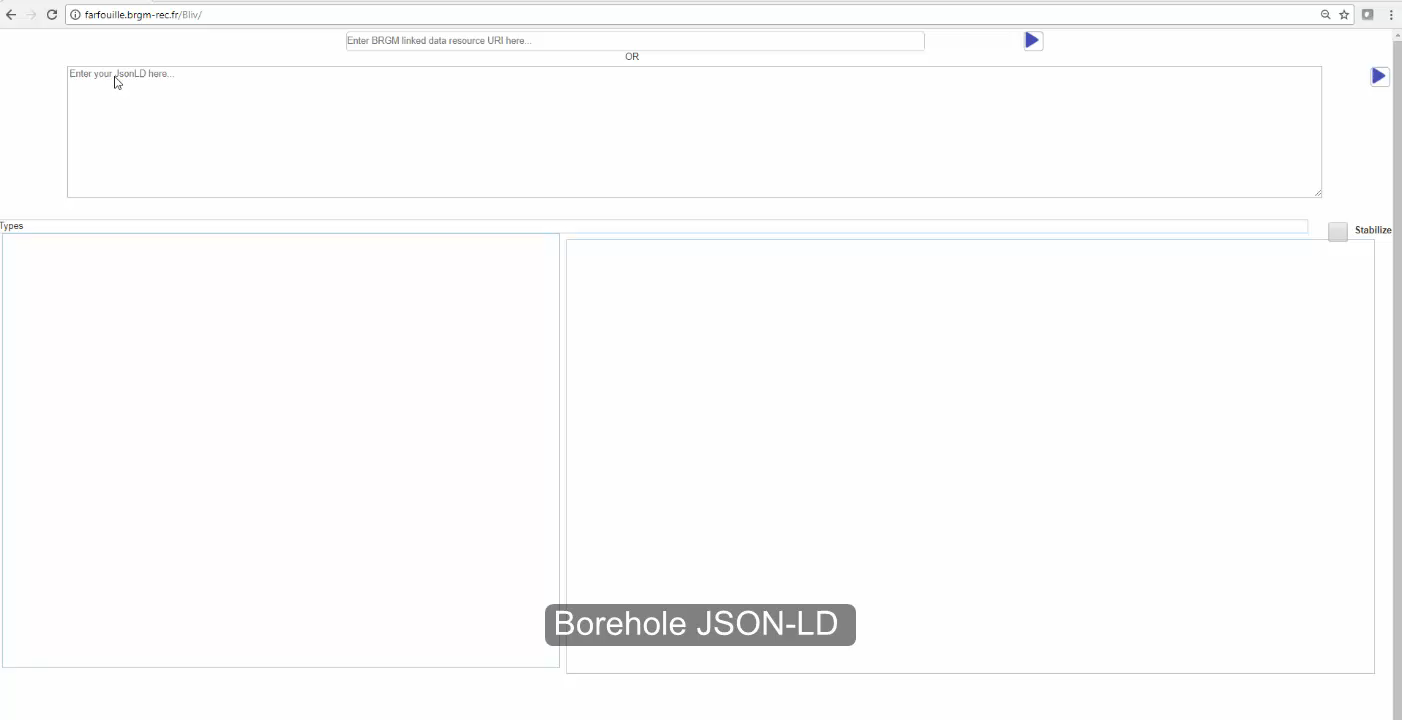 farfouille.brgm-rec.fr/Bliv/
Enter BRGM linked data resource URI here...
OR
Enter your JsonLD here...
Types
Stabilize
Borehole JSON-LD